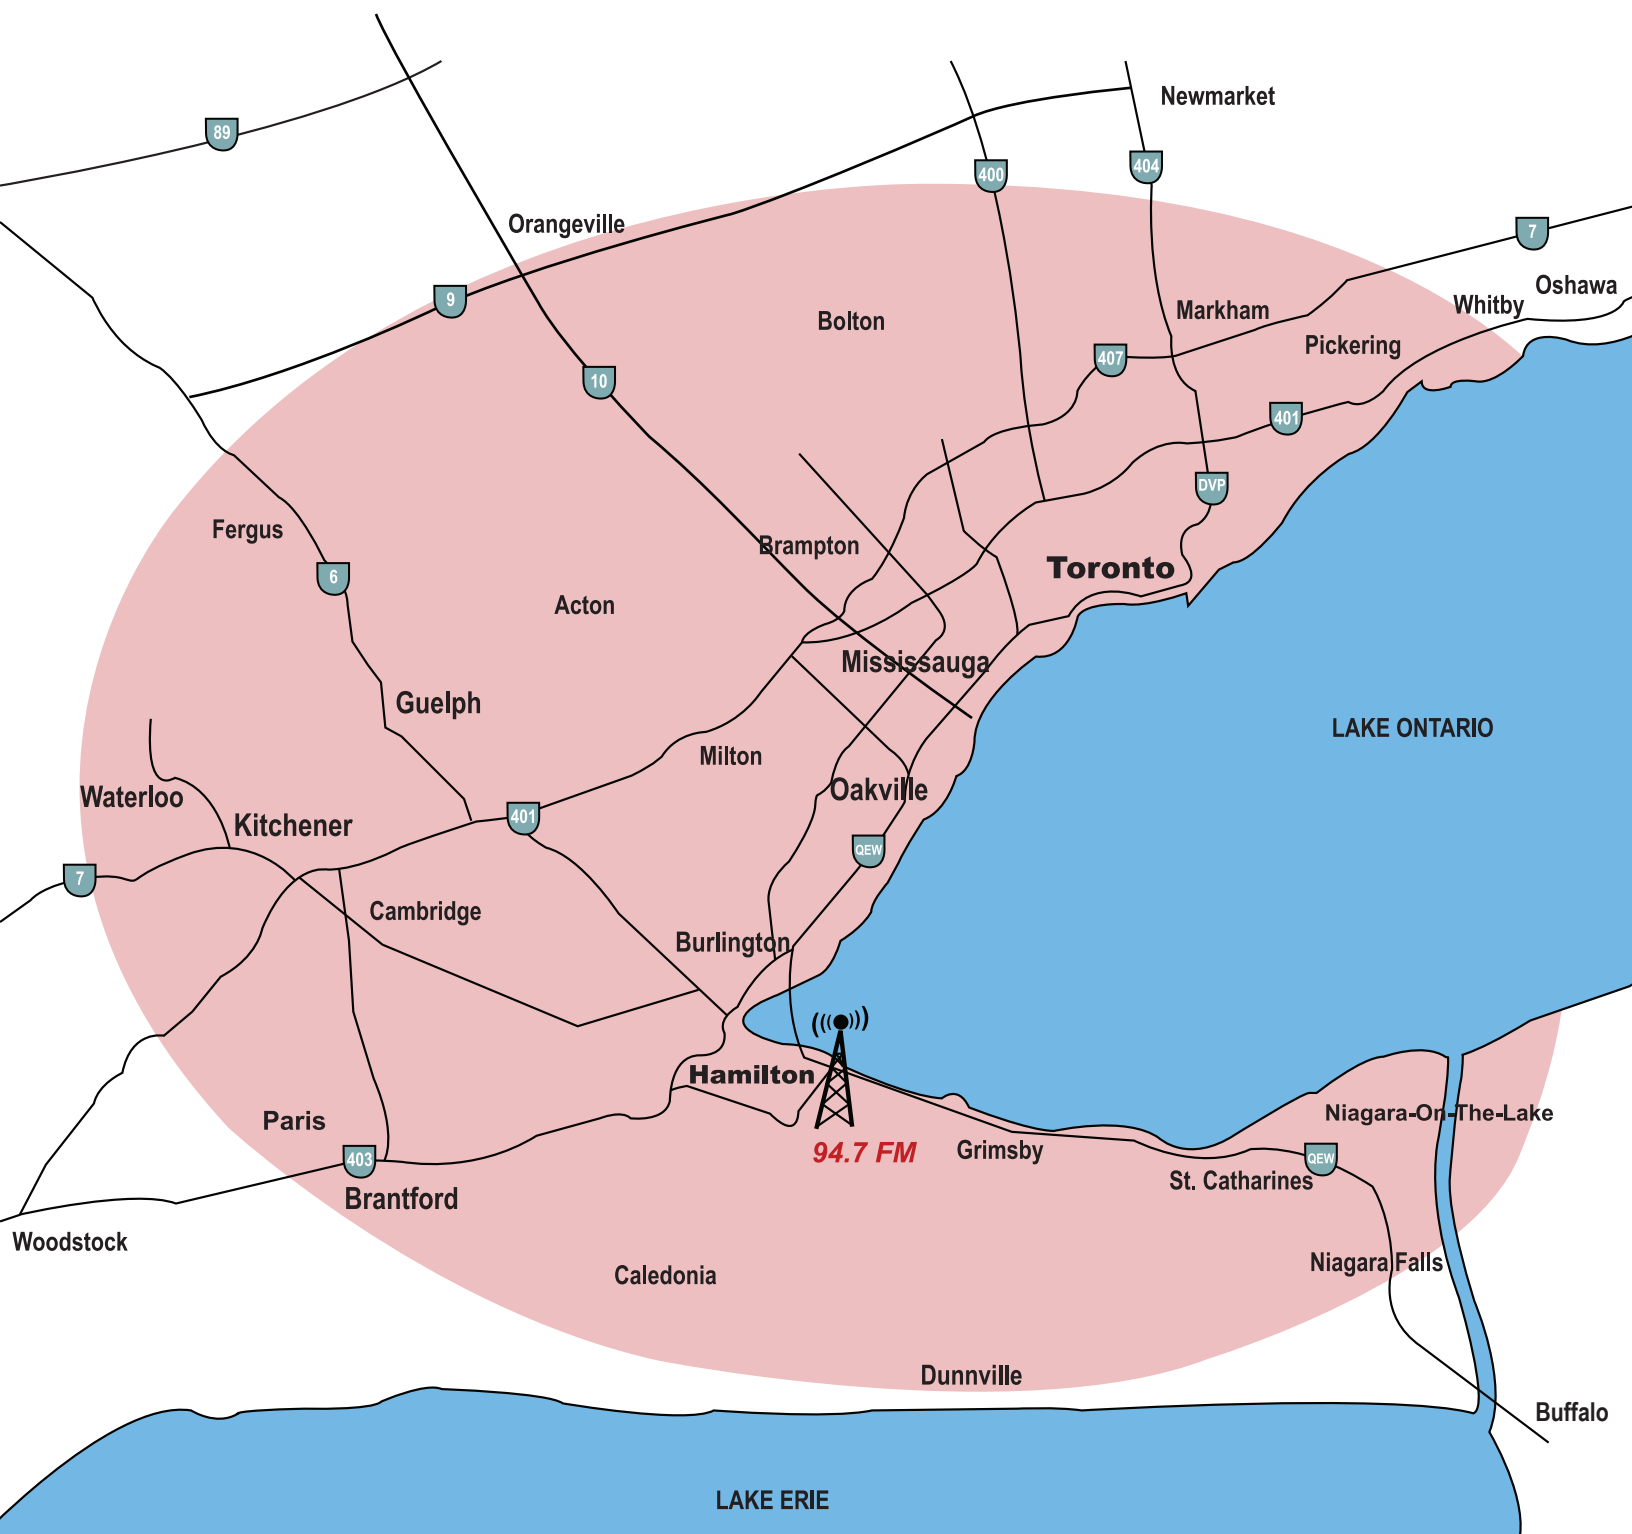 Newmarket
89
404
400
Orangeville
7
Oshawa
9
Whitby
Markham
Bolton
Pickering
407
10
401
DVP
Fergus
Brampton
Toronto
6
Acton
Mississauga
Guelph
LAKE ONTARIO
Milton
Oakville
Waterloo
401
Kitchener
QEW
7
Cambridge
Burlington
Hamilton
Niagara-On-The-Lake
Paris
94.7 FM
Grimsby
403
QEW
St. Catharines
Brantford
Woodstock
Niagara Falls
Caledonia
Dunnville
Buffalo
LAKE ERIE